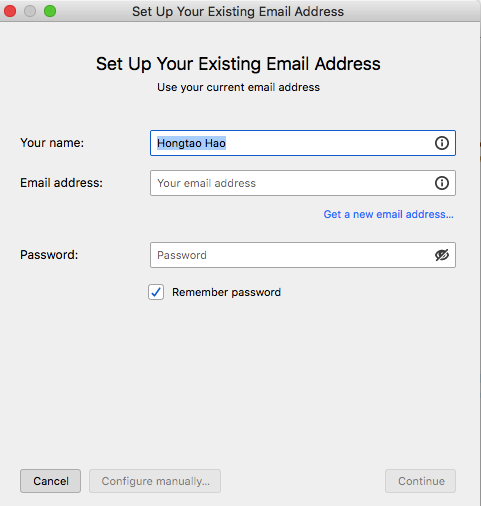 Set Up Your Existing Email Address
Set Up Your Existing Email Address
Use your current email address
Your name: Hongtao Hao
Email address: Your email address
Get a new email address...
Password: Password
Remember password
Cancel Configure manually... Continue